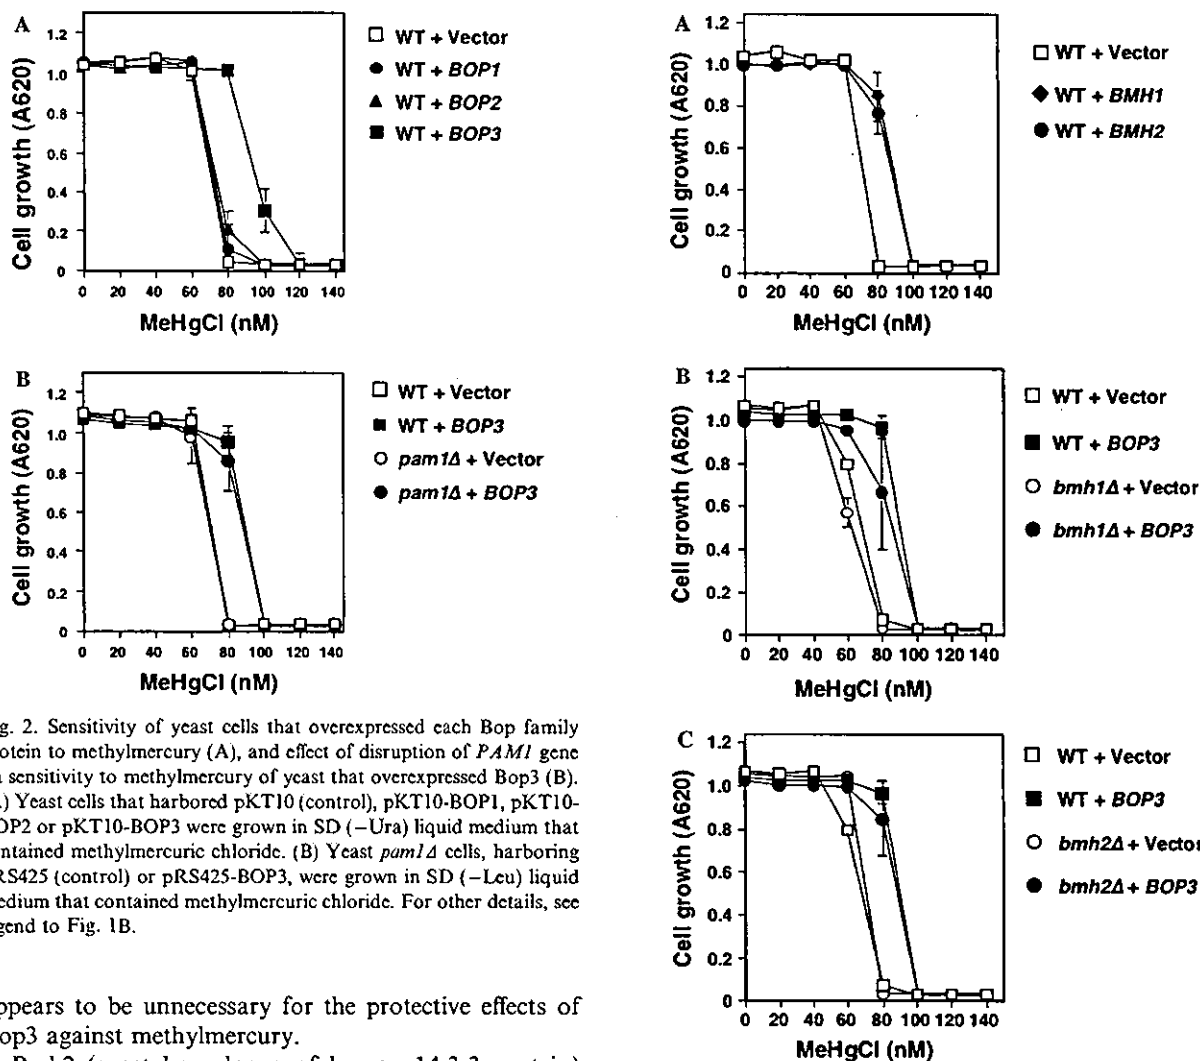 A
1.2
1.0
0.8
0.6
0.4
0.2
0
Cell growth (A620)
0 20 40 60 80 100 120 140
MeHgCl (nM)
WT + Vector
WT + BOP1
WT + BOP2
WT + BOP3
B
1.2
1.0
0.8
0.6
0.4
0.2
0
Cell growth (A620)
0 20 40 60 80 100 120 140
MeHgCl (nM)
WT + Vector
WT + BOP3
pam1Δ + Vector
pam1Δ + BOP3
g. 2. Sensitivity of yeast cells that overexpressed each Bop family
otein to methylmercury (A), and effect of disruption of PAM1 gene
sensitivity to methylmercury of yeast that overexpressed Bop3 (B).
.) Yeast cells that harbored pKT10 (control), pKT10-BOP1, pKT10-
OP2 or pKT10-BOP3 were grown in SD (−Ura) liquid medium that
ntained methylmercuric chloride. (B) Yeast pam1Δ cells, harboring
RS425 (control) or pRS425-BOP3, were grown in SD (−Leu) liquid
edium that contained methylmercuric chloride. For other details, see
gend to Fig. 1B.
ppears to be unnecessary for the protective effects of
op3 against methylmercury.
A
1.2
1.0
0.8
0.6
0.4
0.2
0
Cell growth (A620)
0 20 40 60 80 100 120 140
MeHgCl (nM)
WT + Vector
WT + BMH1
WT + BMH2
B
1.2
1.0
0.8
0.6
0.4
0.2
0
Cell growth (A620)
0 20 40 60 80 100 120 140
MeHgCl (nM)
WT + Vector
WT + BOP3
bmh1Δ + Vector
bmh1Δ + BOP3
C
1.2
1.0
0.8
0.6
0.4
0.2
0
Cell growth (A620)
0 20 40 60 80 100 120 140
MeHgCl (nM)
WT + Vector
WT + BOP3
bmh2Δ + Vector
bmh2Δ + BOP3